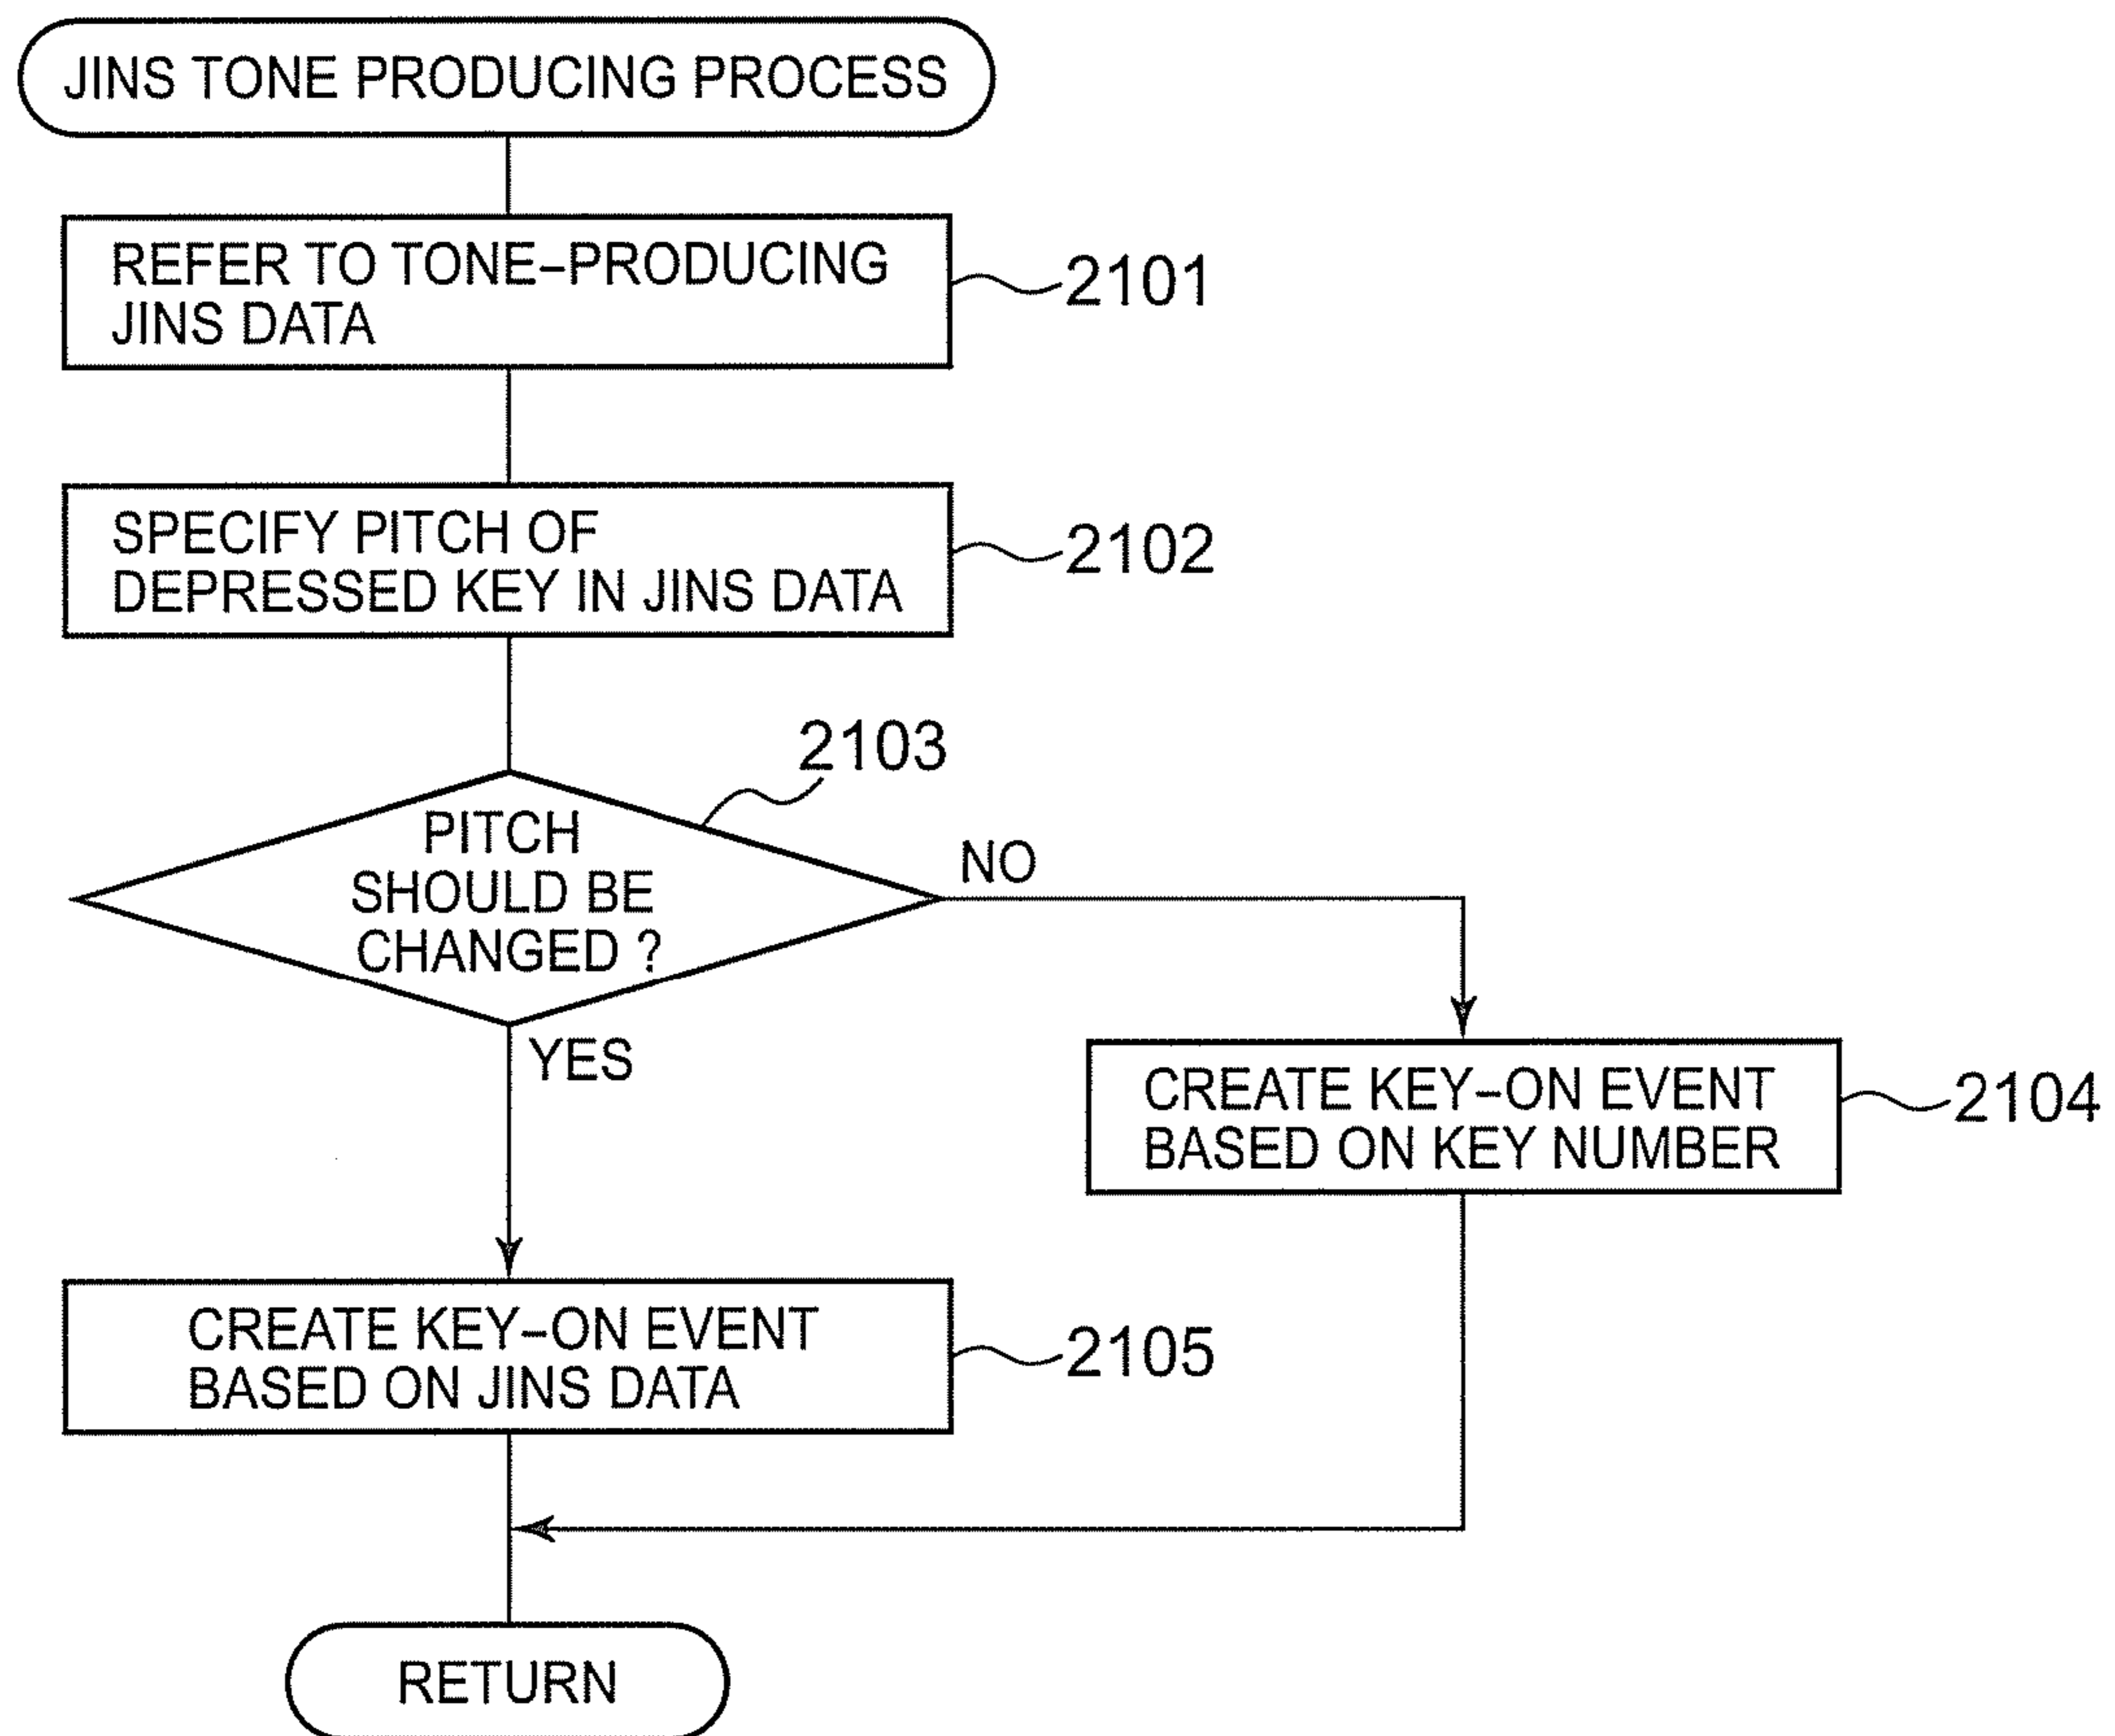 JINS TONE PRODUCING PROCESS
REFER TO TONE-PRODUCING
JINS DATA
2101
SPECIFY PITCH OF
DEPRESSED KEY IN JINS DATA
2102
2103
PITCH
SHOULD BE
CHANGED ?
NO
YES
CREATE KEY-ON EVENT
BASED ON KEY NUMBER
2104
CREATE KEY-ON EVENT
BASED ON JINS DATA
2105
RETURN